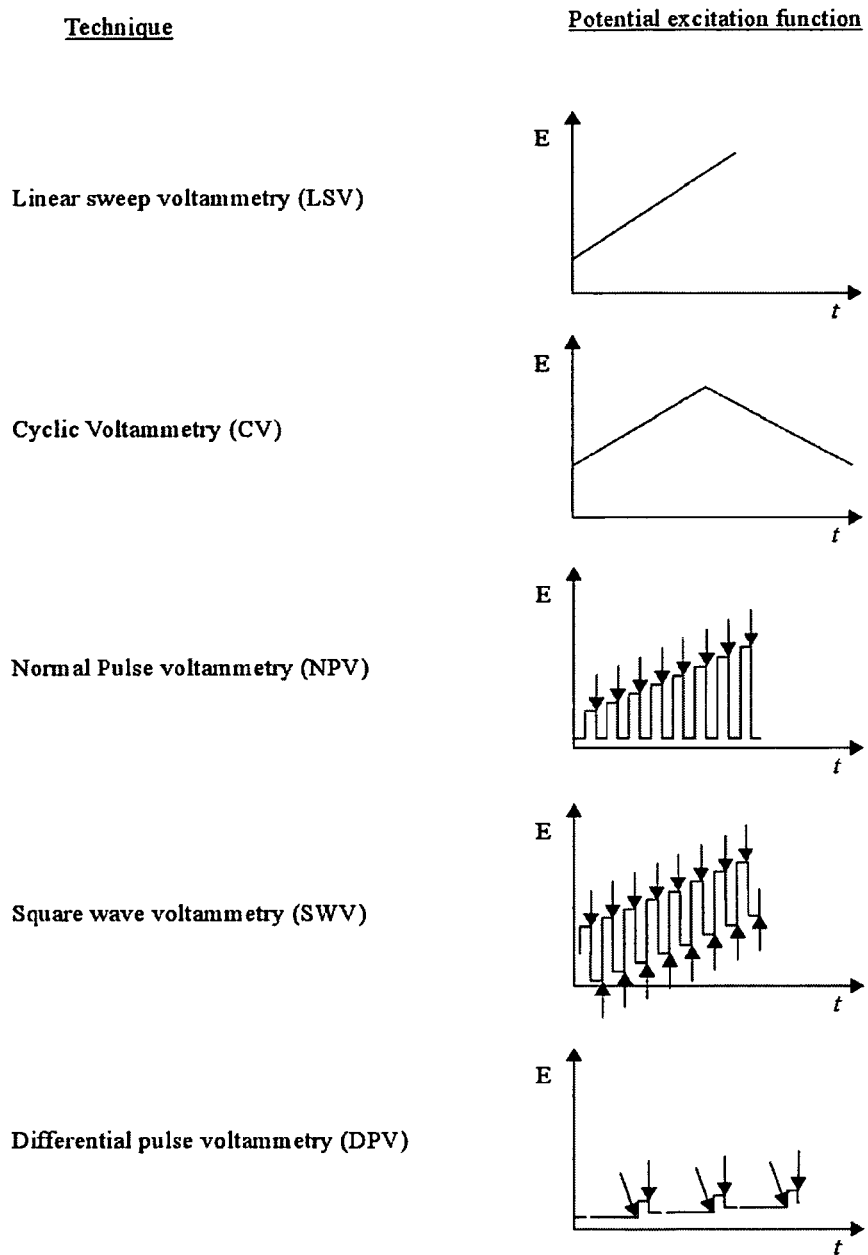 Technique
Potential excitation function
E
Linear sweep voltammetry (LSV)
t
E
Cyclic Voltammetry (CV)
t
E
Normal Pulse voltammetry (NPV)
t
E
Square wave voltammetry (SWV)
t
E
Differential pulse voltammetry (DPV)
t